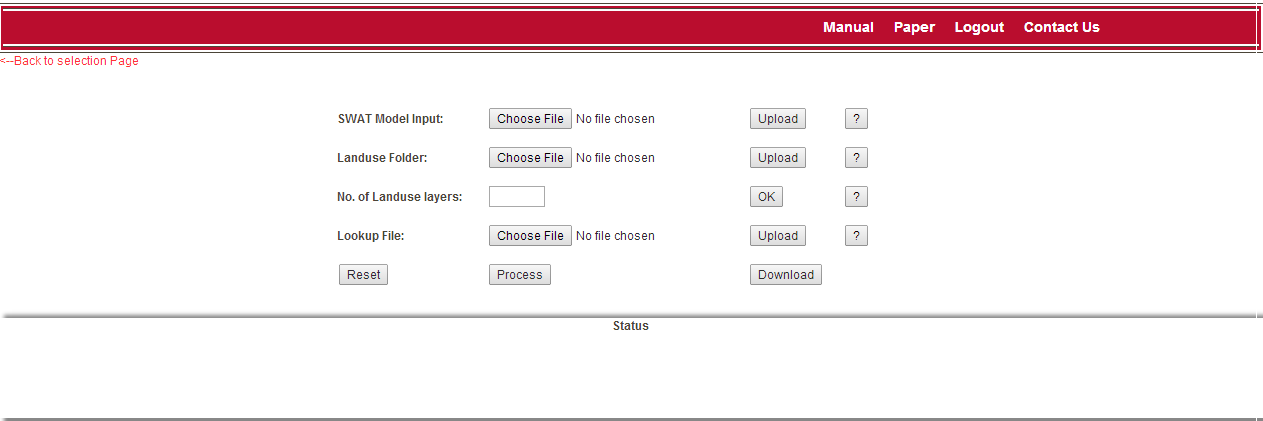 Manual Paper Logout Contact Us
<--Back to selection Page
SWAT Model Input: Choose File No file chosen Upload ?
Landuse Folder: Choose File No file chosen Upload ?
No. of Landuse layers: OK ?
Lookup File: Choose File No file chosen Upload ?
Reset Process Download
Status